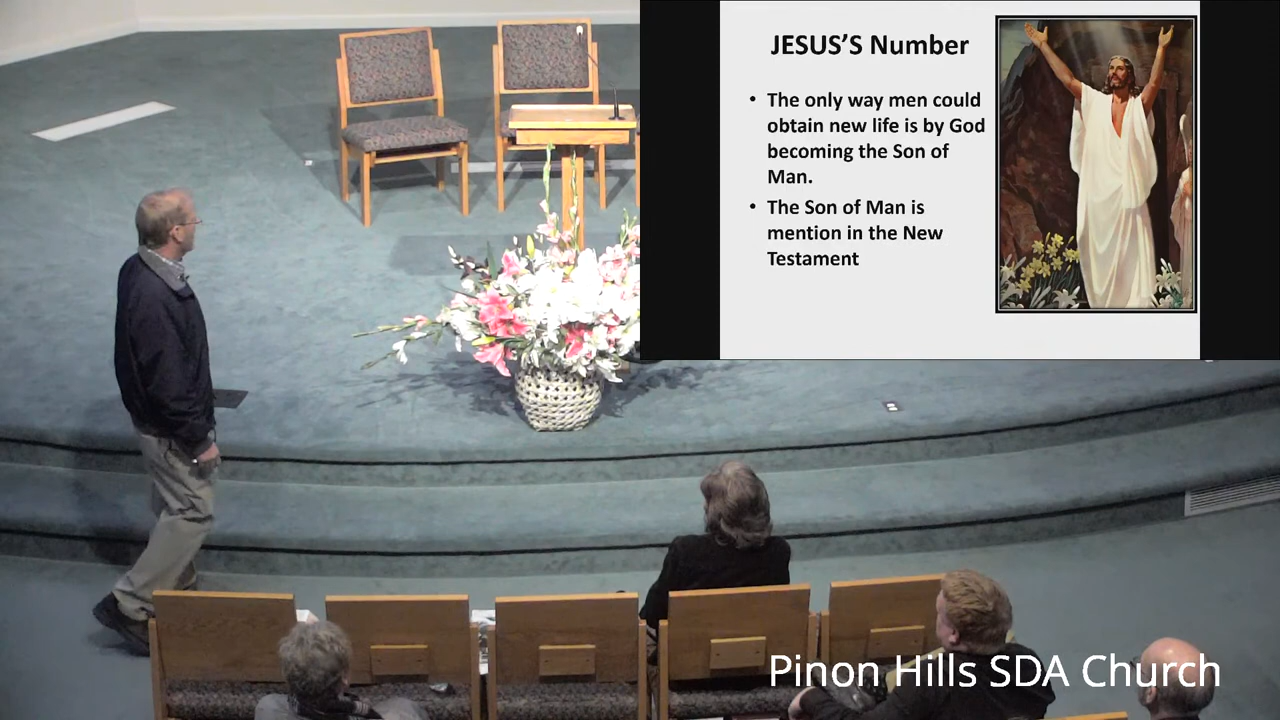 JESUS'S Number
• The only way men could
obtain new life is by God
becoming the Son of
Man.
• The Son of Man is
mention in the New
Testament
Pinon Hills SDA Church